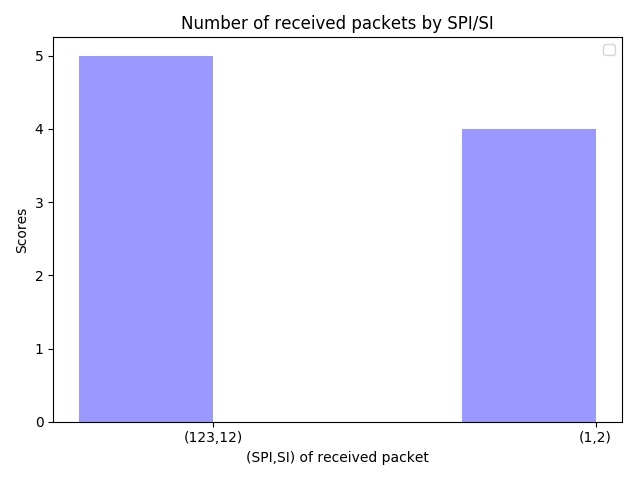 Number of received packets by SPI/SI
5
4
3
2
1
0
Scores
(123,12)
(1,2)
(SPI,SI) of received packet